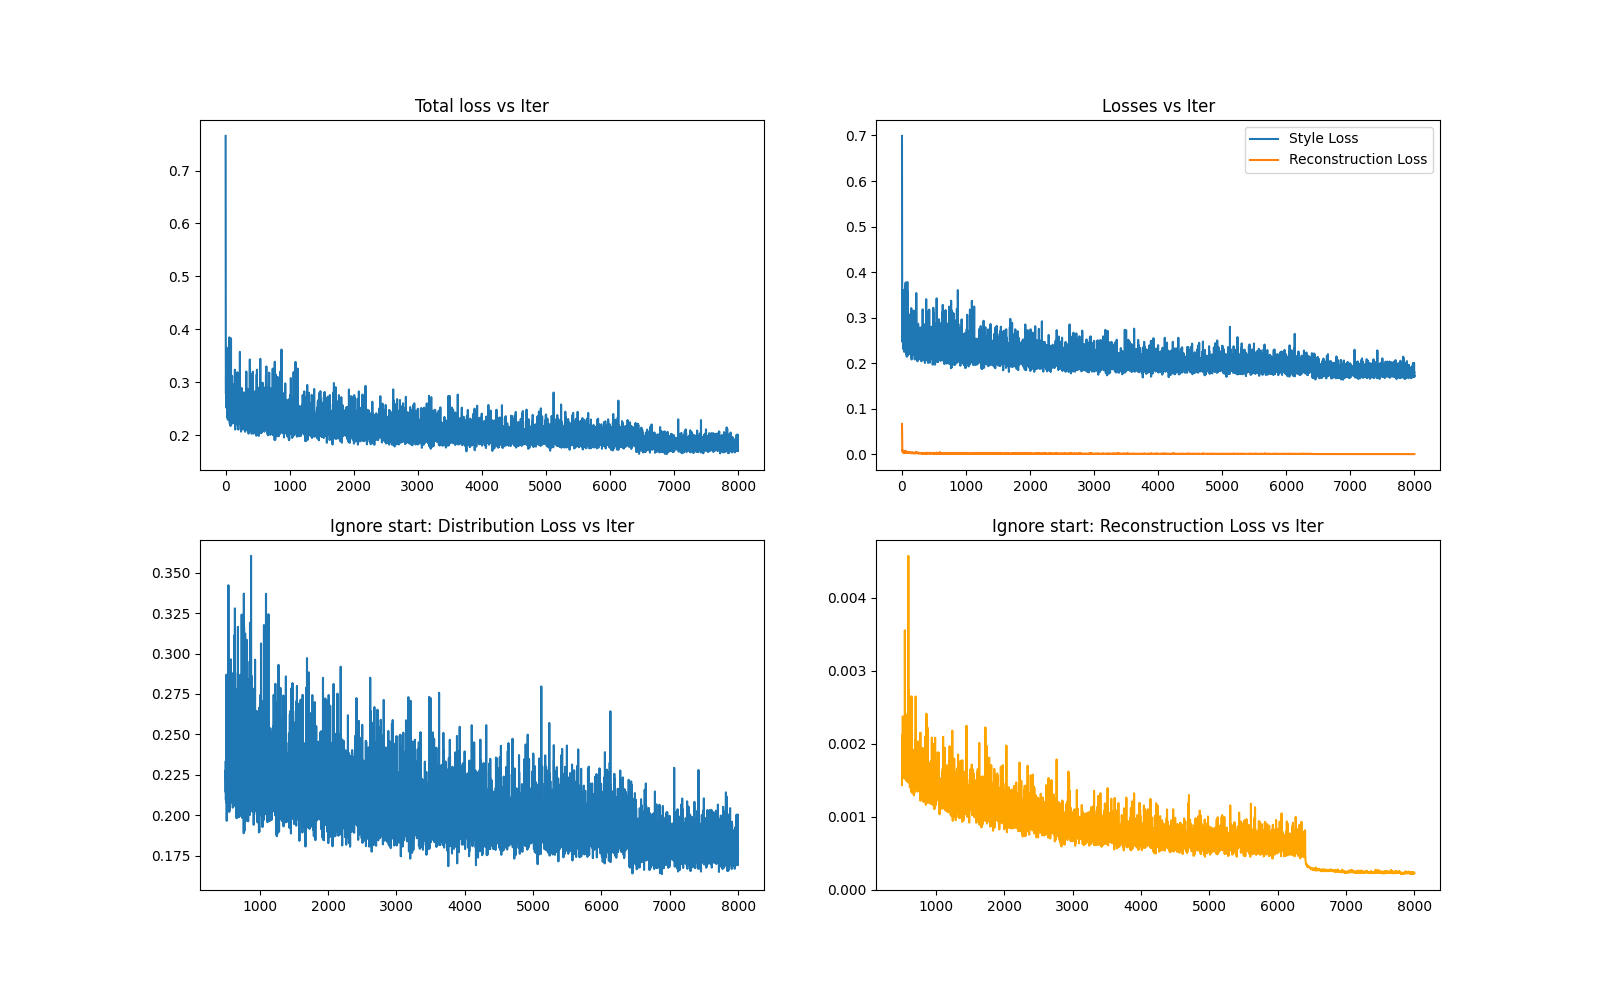 Total loss vs Iter
0.7
0.6
0.5
0.4
0.3
0.2
0 1000 2000 3000 4000 5000 6000 7000 8000
Losses vs Iter
Style Loss
Reconstruction Loss
0.7
0.6
0.5
0.4
0.3
0.2
0.1
0.0
0 1000 2000 3000 4000 5000 6000 7000 8000
Ignore start: Distribution Loss vs Iter
0.350
0.325
0.300
0.275
0.250
0.225
0.200
0.175
1000 2000 3000 4000 5000 6000 7000 8000
Ignore start: Reconstruction Loss vs Iter
0.004
0.003
0.002
0.001
0.000
1000 2000 3000 4000 5000 6000 7000 8000